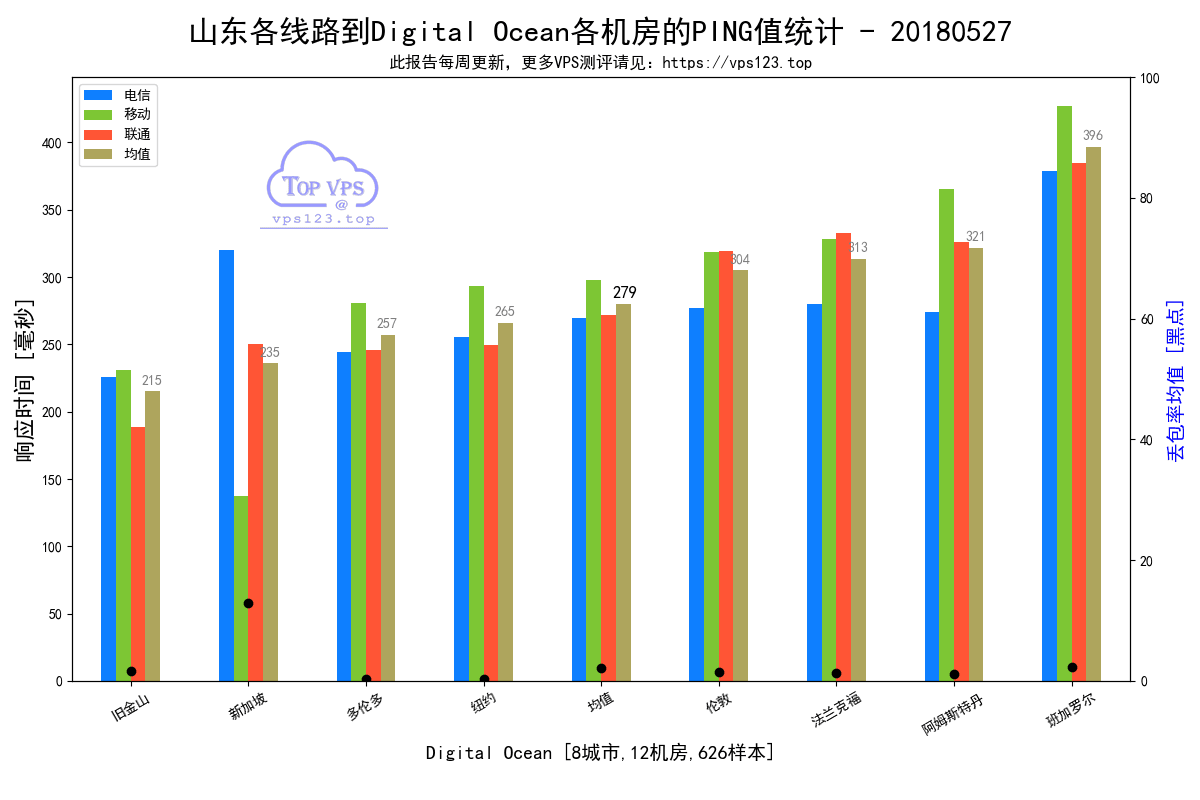 山东各线路到Digital Ocean各机房的PING值统计 - 20180527
此报告每周更新，更多VPS测评请见：https://vps123.top
电信
移动
联通
均值
TOP VPS
@
vps123.top
响应时间 [毫秒]
400
350
300
250
200
150
100
50
0
215
235
257
265
279
304
313
321
396
100
80
60
40
20
0
丢包率均值 [黑点]
旧金山
新加坡
多伦多
纽约
均值
伦敦
法兰克福
阿姆斯特丹
班加罗尔
Digital Ocean [8城市,12机房,626样本]